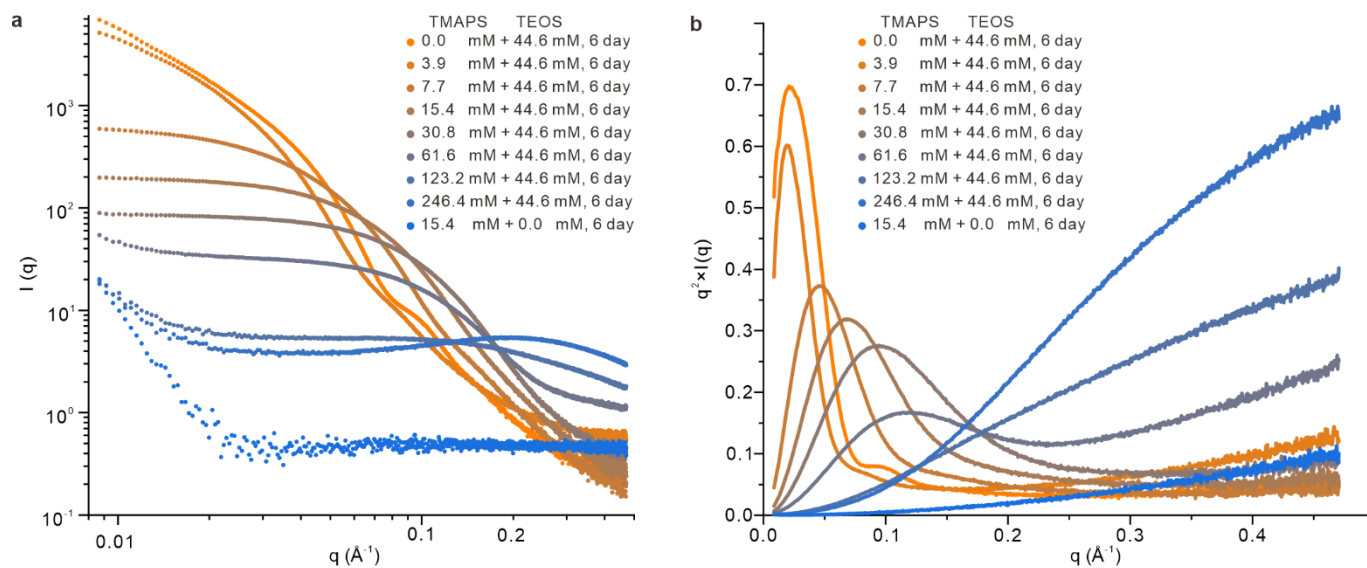 a
TMAPS TEOS
0.0 mM + 44.6 mM, 6 day
3.9 mM + 44.6 mM, 6 day
7.7 mM + 44.6 mM, 6 day
15.4 mM + 44.6 mM, 6 day
30.8 mM + 44.6 mM, 6 day
61.6 mM + 44.6 mM, 6 day
123.2 mM + 44.6 mM, 6 day
246.4 mM + 44.6 mM, 6 day
15.4 mM + 0.0 mM, 6 day
I (q)
10³
10²
10¹
10⁰
10⁻¹
0.01 0.1 0.2
q (Å⁻¹)
b
TMAPS TEOS
0.0 mM + 44.6 mM, 6 day
3.9 mM + 44.6 mM, 6 day
7.7 mM + 44.6 mM, 6 day
15.4 mM + 44.6 mM, 6 day
30.8 mM + 44.6 mM, 6 day
61.6 mM + 44.6 mM, 6 day
123.2 mM + 44.6 mM, 6 day
246.4 mM + 44.6 mM, 6 day
15.4 mM + 0.0 mM, 6 day
q²×I(q)
0.7
0.6
0.5
0.4
0.3
0.2
0.1
0.0
0.0 0.1 0.2 0.3 0.4
q (Å⁻¹)